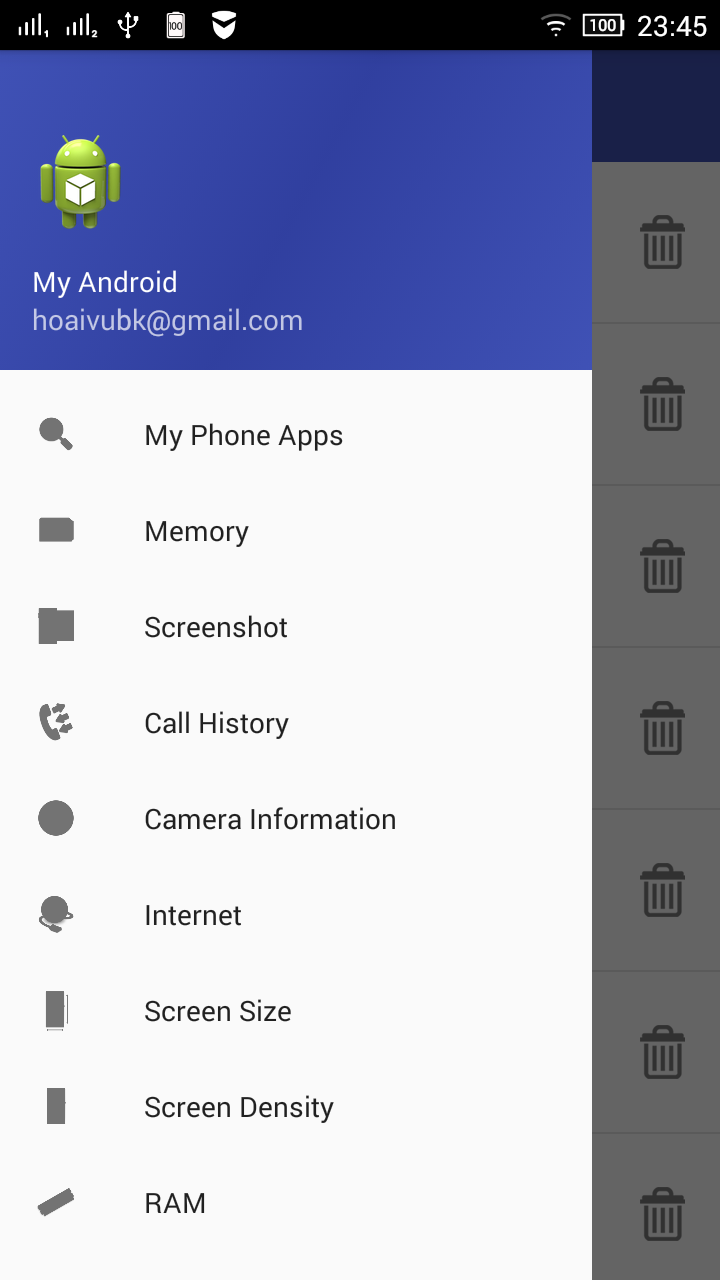 1 2 100 100 23:45
My Android
hoaivubk@gmail.com
My Phone Apps
Memory
Screenshot
Call History
Camera Information
Internet
Screen Size
Screen Density
RAM